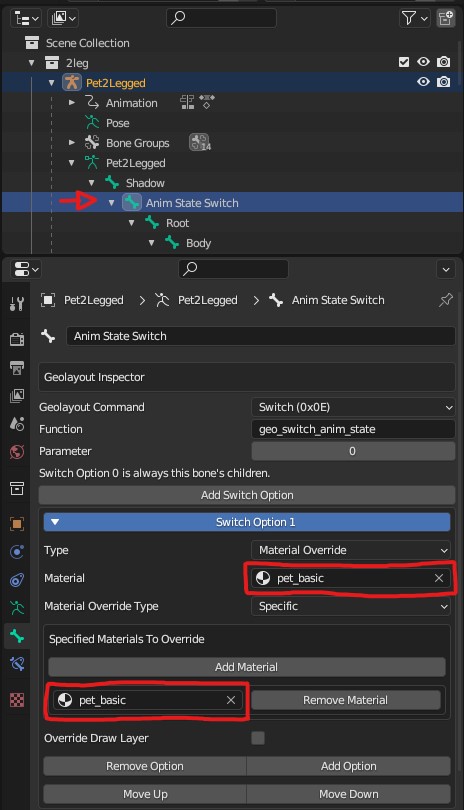 Scene Collection
2leg
Pet2Legged
Animation
Pose
Bone Groups 14
Pet2Legged
Shadow
Anim State Switch
Root
Body
Pet2Legged > Pet2Legged > Anim State Switch
Anim State Switch
Geolayout Inspector
Geolayout Command Switch (0x0E)
Function geo_switch_anim_state
Parameter 0
Switch Option 0 is always this bone's children.
Add Switch Option
Switch Option 1
Type Material Override
Material pet_basic
Material Override Type Specific
Specified Materials To Override
Add Material
pet_basic Remove Material
Override Draw Layer
Remove Option Add Option
Move Up Move Down